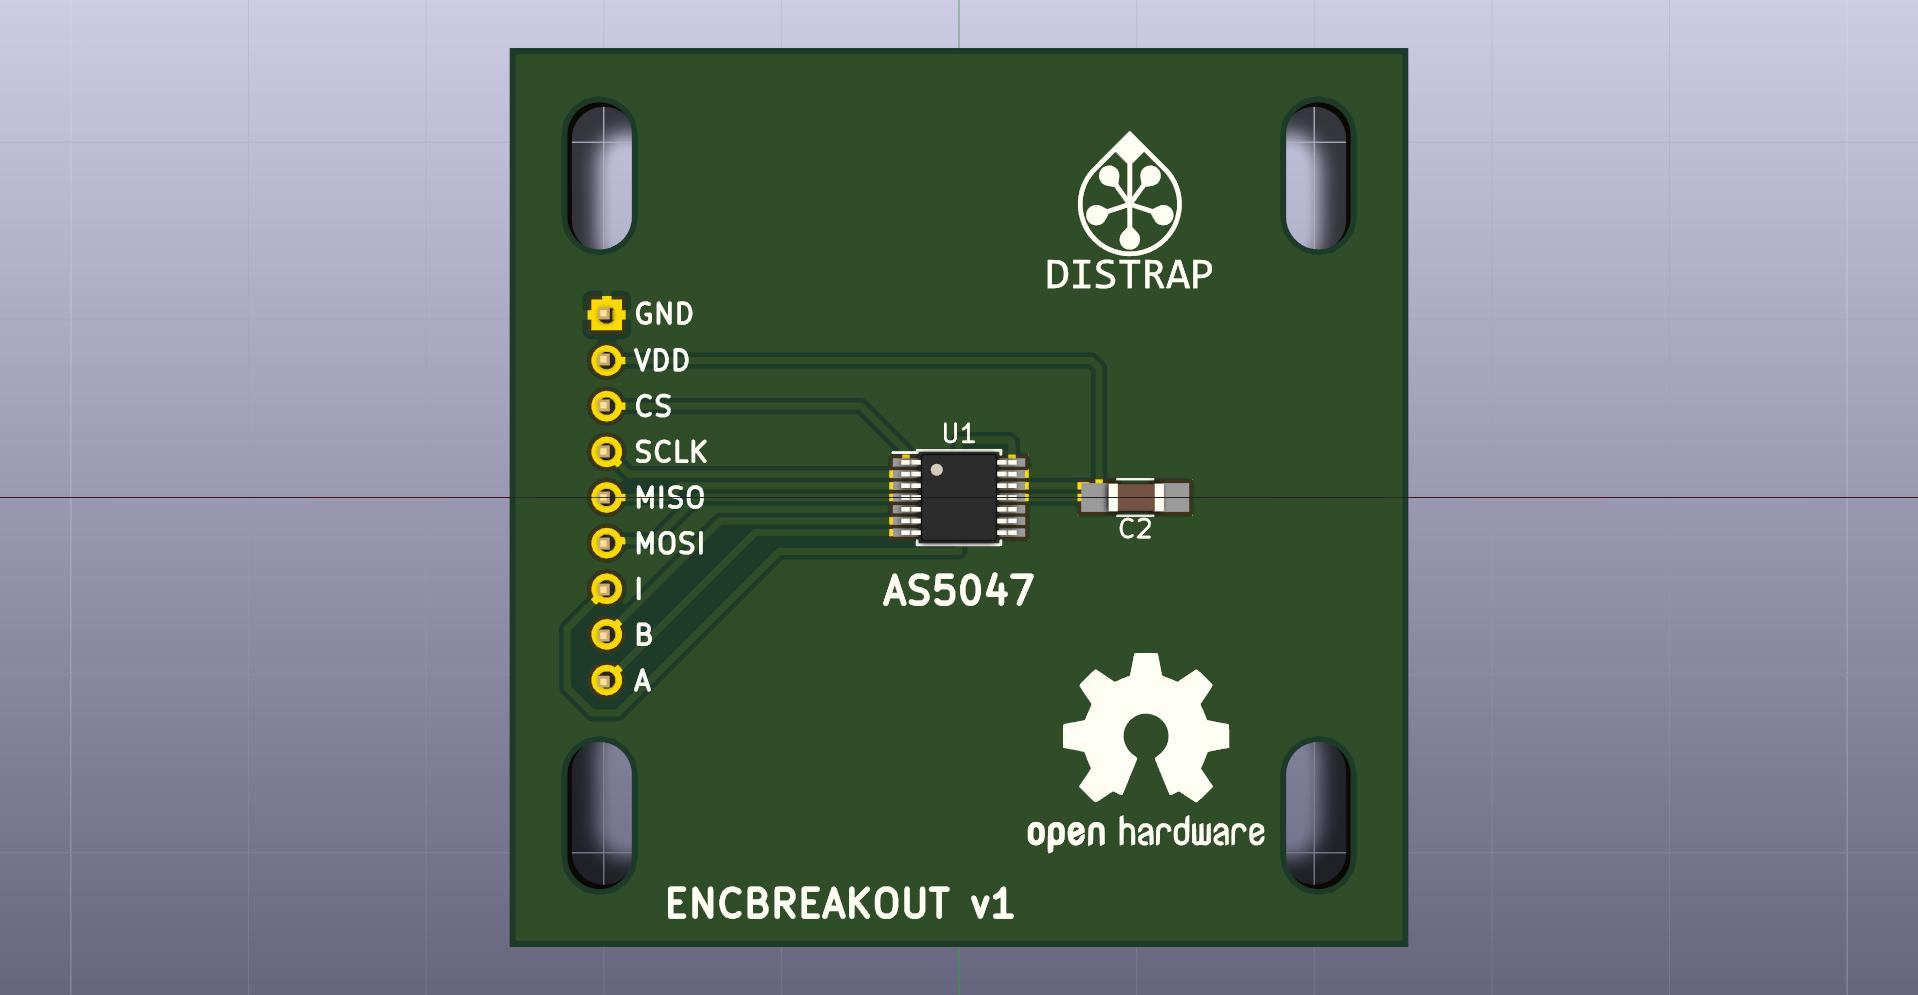 DISTRAP
GND
VDD
CS
SCLK
MISO
MOSI
I
B
A
U1
C2
AS5047
open hardware
ENCBREAKOUT v1